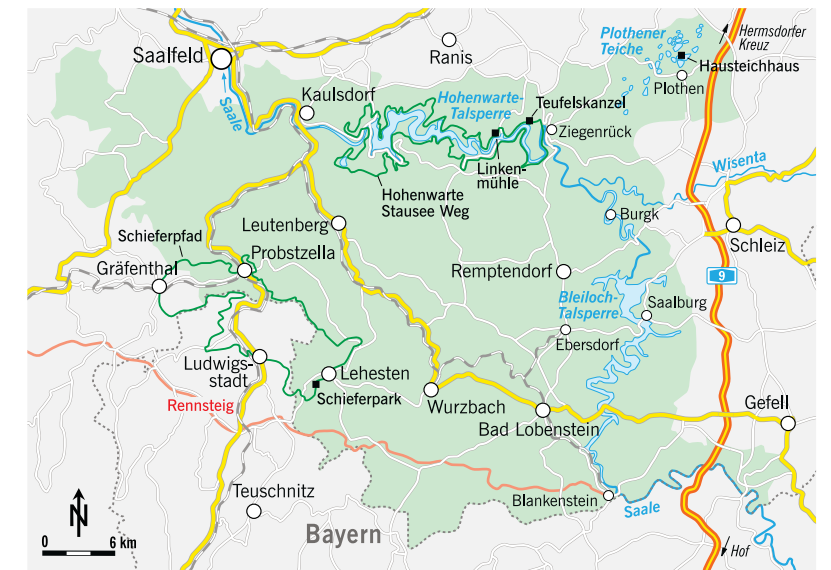 Plothener
Teiche
Hermsdorfer
Kreuz
Saalfeld
Ranis
Hausteichhaus
Plothen
Kaulsdorf
Hohenwarte-
Talsperre
Teufelskanzel
Saale
Ziegenrück
Linken-
mühle
Wisenta
Hohenwarte
Stausee Weg
Burgk
Leutenberg
Schieferpfad
Schleiz
Probstzella
Gräfenthal
Remptendorf
9
Bleiloch-
Talsperre
Saalburg
Ebersdorf
Ludwigs-
stadt
Lehesten
Schieferpark
Rennsteig
Wurzbach
Gefell
Bad Lobenstein
Teuschnitz
Blankenstein
Saale
N
Bayern
0 6 km
Hof